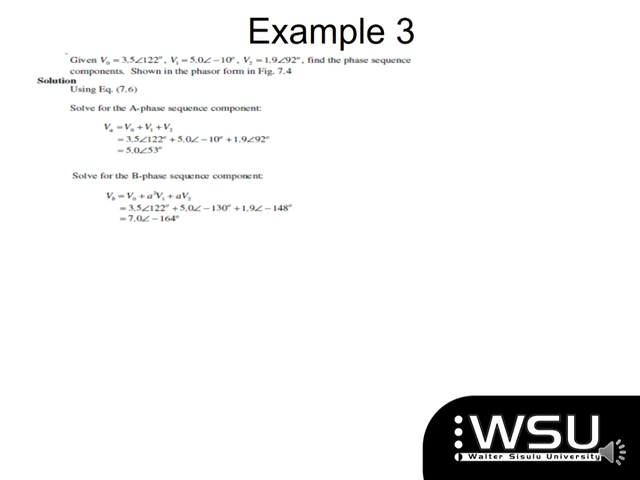 Example 3
Given V₀ = 3.5∠122°, V₁ = 5.0∠−10°, V₂ = 1.9∠92°, find the phase sequence
components. Shown in the phasor form in Fig. 7.4
Solution
Using Eq. (7.6)
Solve for the A-phase sequence component:
Vₐ = V₀ + V₁ + V₂
= 3.5∠122° + 5.0∠−10° + 1.9∠92°
= 5.0∠53°
Solve for the B-phase sequence component:
V_b = V₀ + a²V₁ + aV₂
= 3.5∠122° + 5.0∠−130° + 1.9∠−148°
= 7.0∠−164°
WSU
Walter Sisulu University